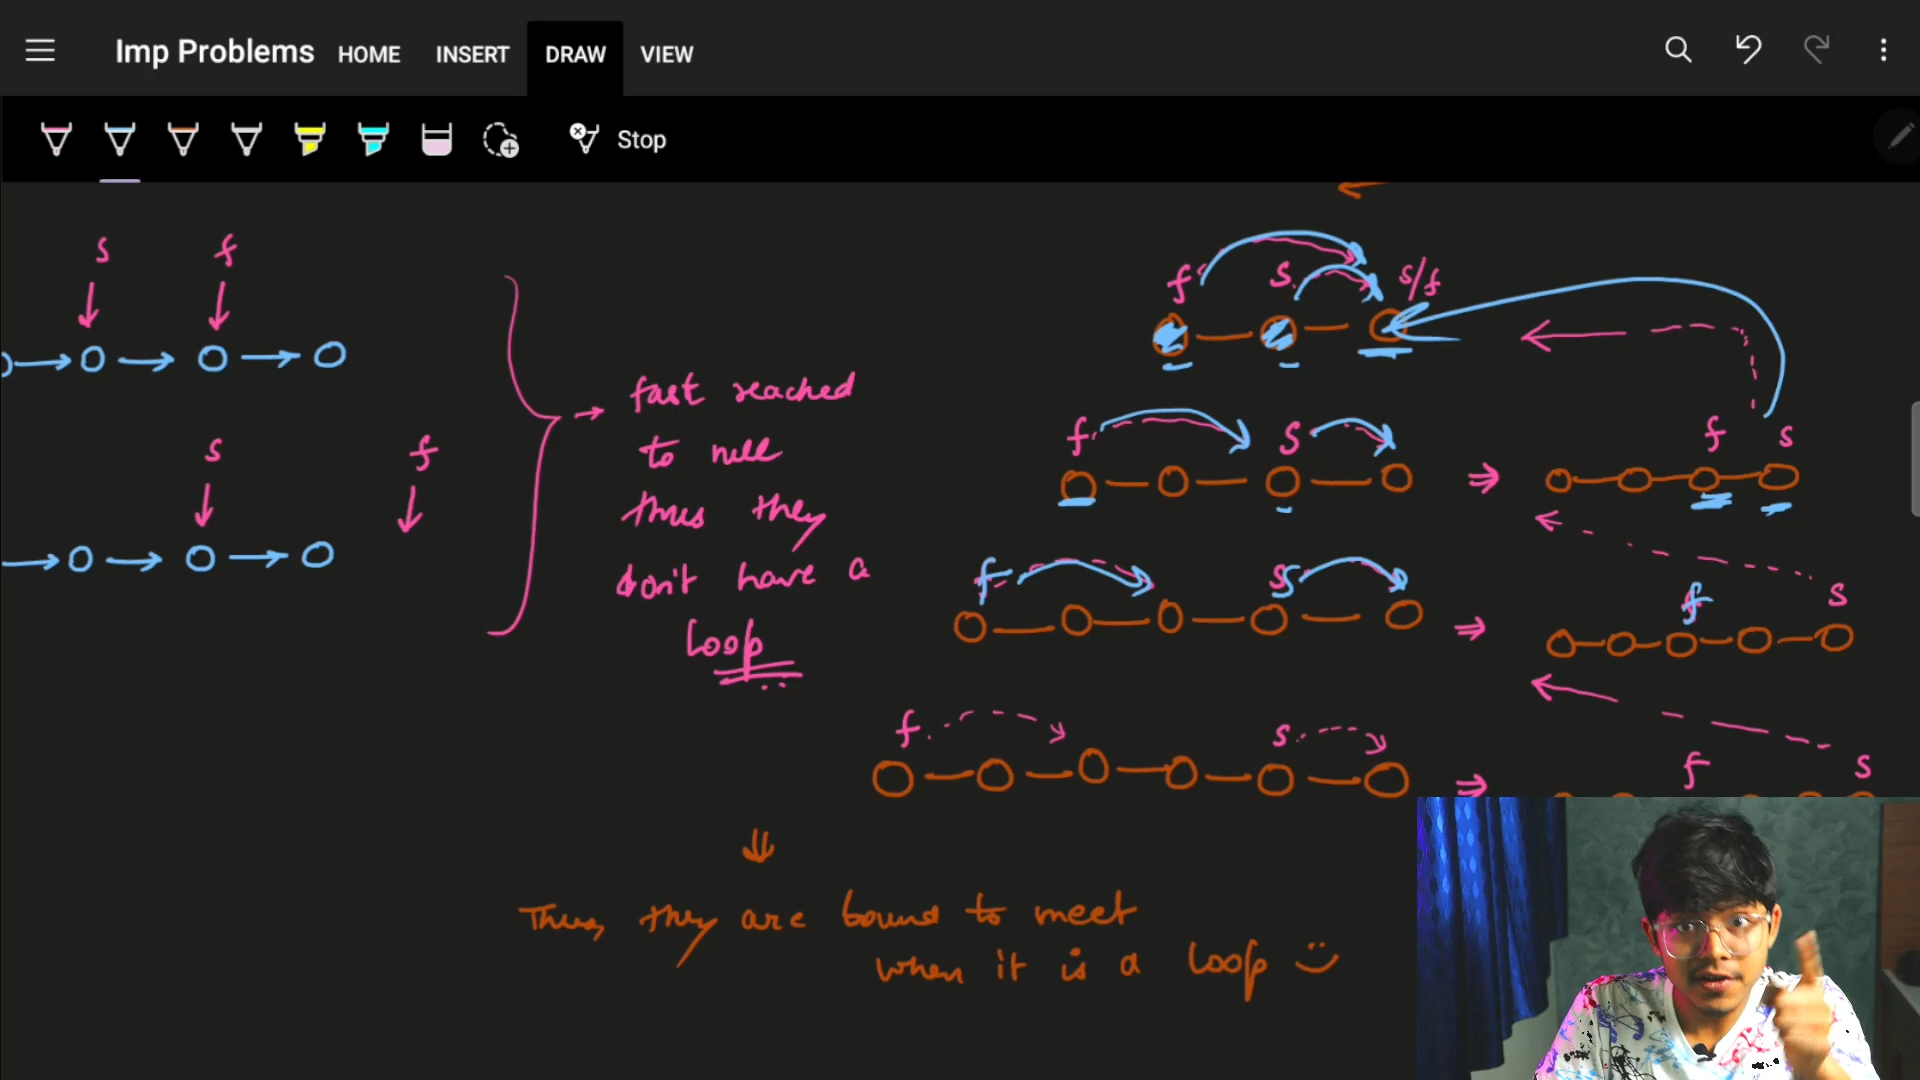 Imp Problems HOME INSERT DRAW VIEW
Stop
s f
s f
fast reached
to null
thus they
don't have a
loop
f s s/f
f s f s
f s f s
f s f s
Thus, they are bound to meet
when it is a loop